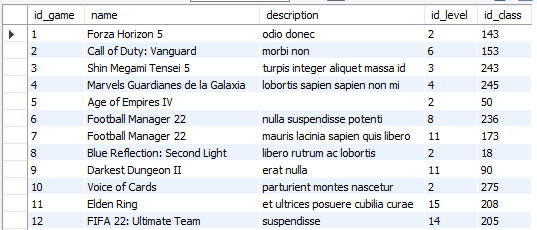 id_game name description id_level id_class
1 Forza Horizon 5 odio donec 2 143
2 Call of Duty: Vanguard morbi non 6 153
3 Shin Megami Tensei 5 turpis integer aliquet massa id 3 243
4 Marvels Guardianes de la Galaxia lobortis sapien sapien non mi 4 245
5 Age of Empires IV 2 50
6 Football Manager 22 nulla suspendisse potenti 8 236
7 Football Manager 22 mauris lacinia sapien quis libero 11 173
8 Blue Reflection: Second Light libero rutrum ac lobortis 2 18
9 Darkest Dungeon II erat nulla 11 90
10 Voice of Cards parturient montes nascetur 2 275
11 Elden Ring et ultrices posuere cubilia curae 15 208
12 FIFA 22: Ultimate Team suspendisse 14 205